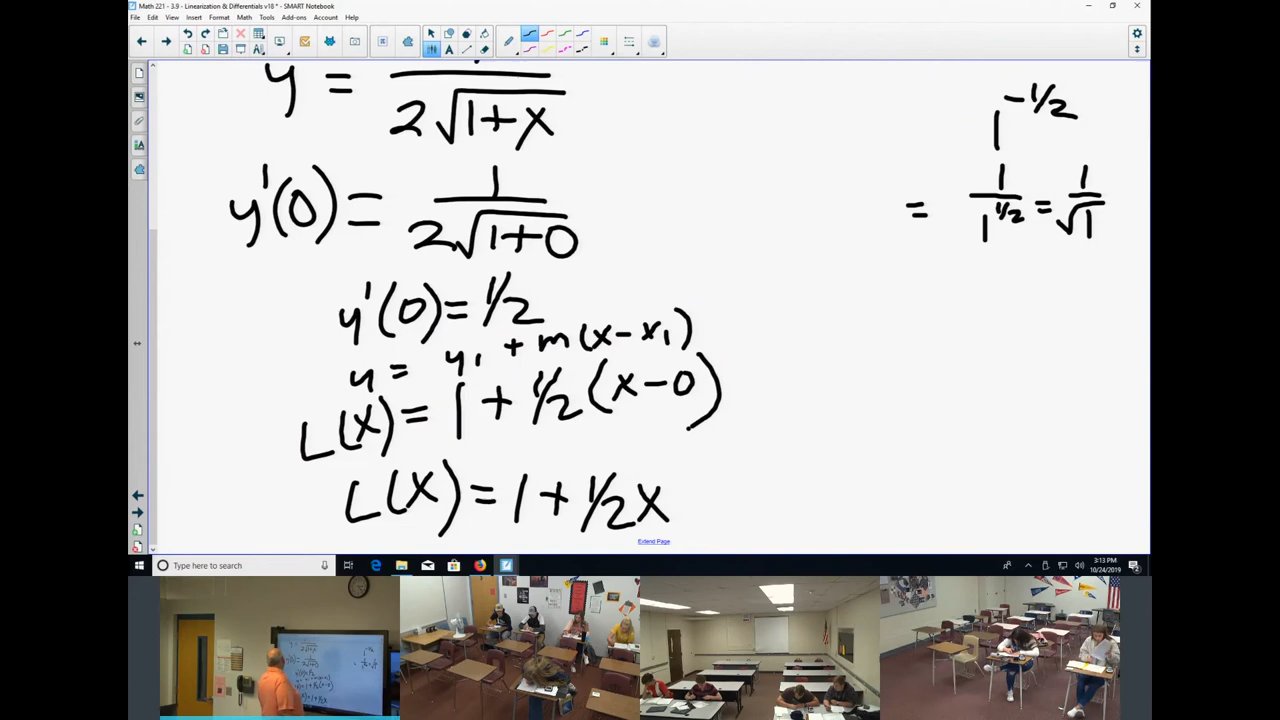 Math 221 - 3.9 - Linearization & Differentials v18 * - SMART Notebook
File Edit View Insert Format Math Tools Add-ons Account Help
y = 1/(2√(1+x))
y'(0) = 1/(2√(1+0))
y'(0) = 1/2
y = y₁ + m(x-x₁)
L(x) = 1 + 1/2(x-0)
L(x) = 1 + 1/2x
1^(-1/2)
= 1/1^(1/2) = 1/√1
Extend Page
Type here to search
3:13 PM
10/24/2019